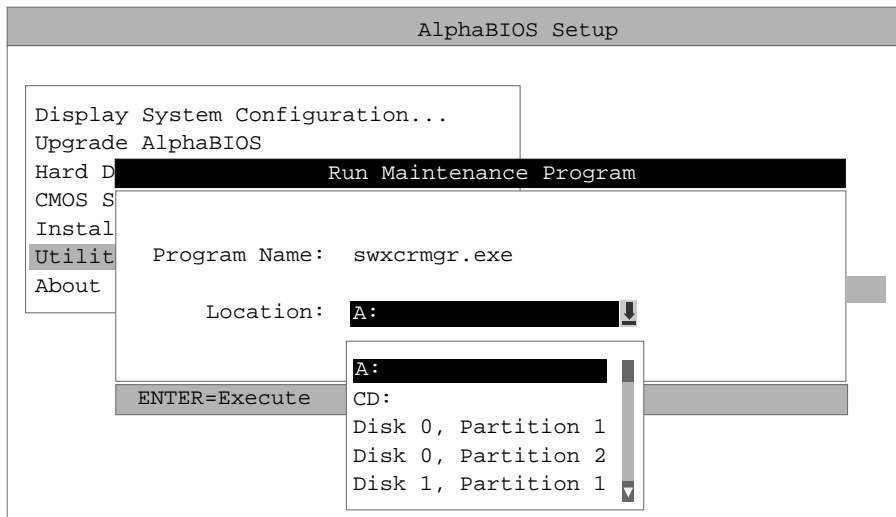 AlphaBIOS Setup
Display System Configuration...
Upgrade AlphaBIOS
Hard D
CMOS S
Instal
Utilit
About
Run Maintenance Program
Program Name: swxcrmgr.exe
Location: A:
A:
CD:
Disk 0, Partition 1
Disk 0, Partition 2
Disk 1, Partition 1
ENTER=Execute